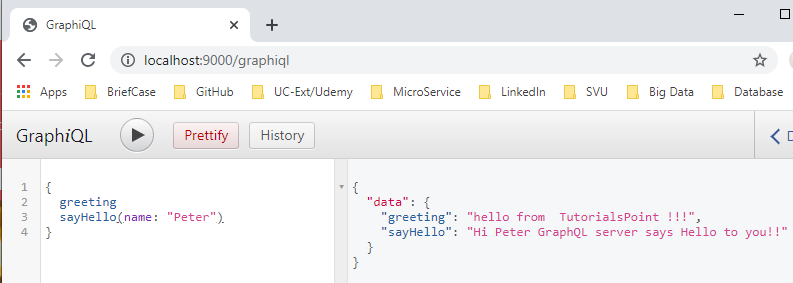 GraphiQL
localhost:9000/graphiql
Apps BriefCase GitHub UC-Ext/Udemy MicroService LinkedIn SVU Big Data Database
GraphiQL Prettify History
1 {
2 greeting
3 sayHello(name: "Peter")
4 }
{
"data": {
"greeting": "hello from  TutorialsPoint !!!",
"sayHello": "Hi Peter GraphQL server says Hello to you!!"
}
}